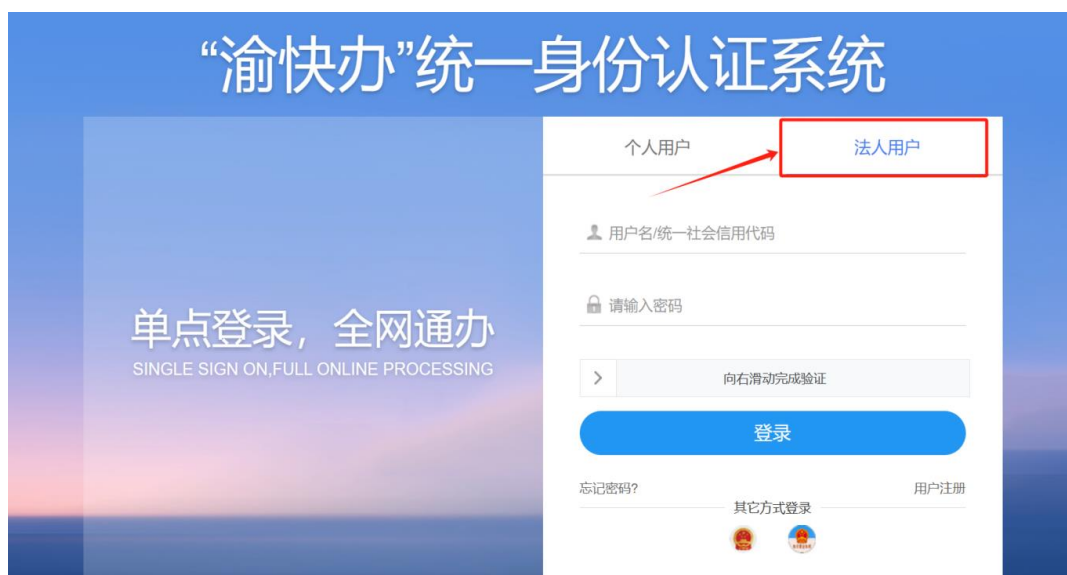 “渝快办”统一身份认证系统
个人用户
法人用户
用户名/统一社会信用代码
请输入密码
单点登录，全网通办
SINGLE SIGN ON,FULL ONLINE PROCESSING
向右滑动完成验证
登录
忘记密码?
用户注册
其它方式登录